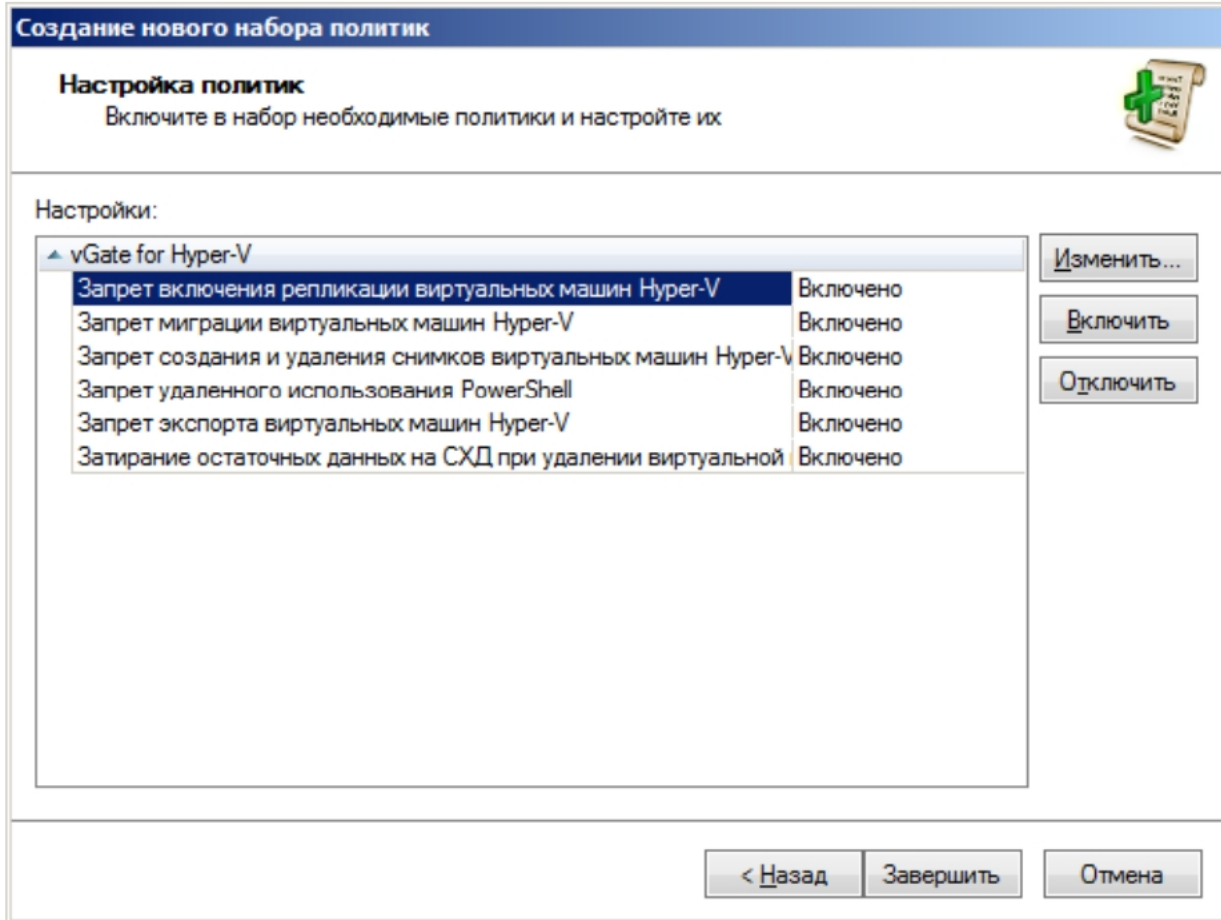 Создание нового набора политик
Настройка политик
Включите в набор необходимые политики и настройте их
Настройки:
vGate for Hyper-V
Запрет включения репликации виртуальных машин Hyper-V Включено
Запрет миграции виртуальных машин Hyper-V Включено
Запрет создания и удаления снимков виртуальных машин Hyper-V Включено
Запрет удаленного использования PowerShell Включено
Запрет экспорта виртуальных машин Hyper-V Включено
Затирание остаточных данных на СХД при удалении виртуальной Включено
Изменить...
Включить
Отключить
< Назад
Завершить
Отмена